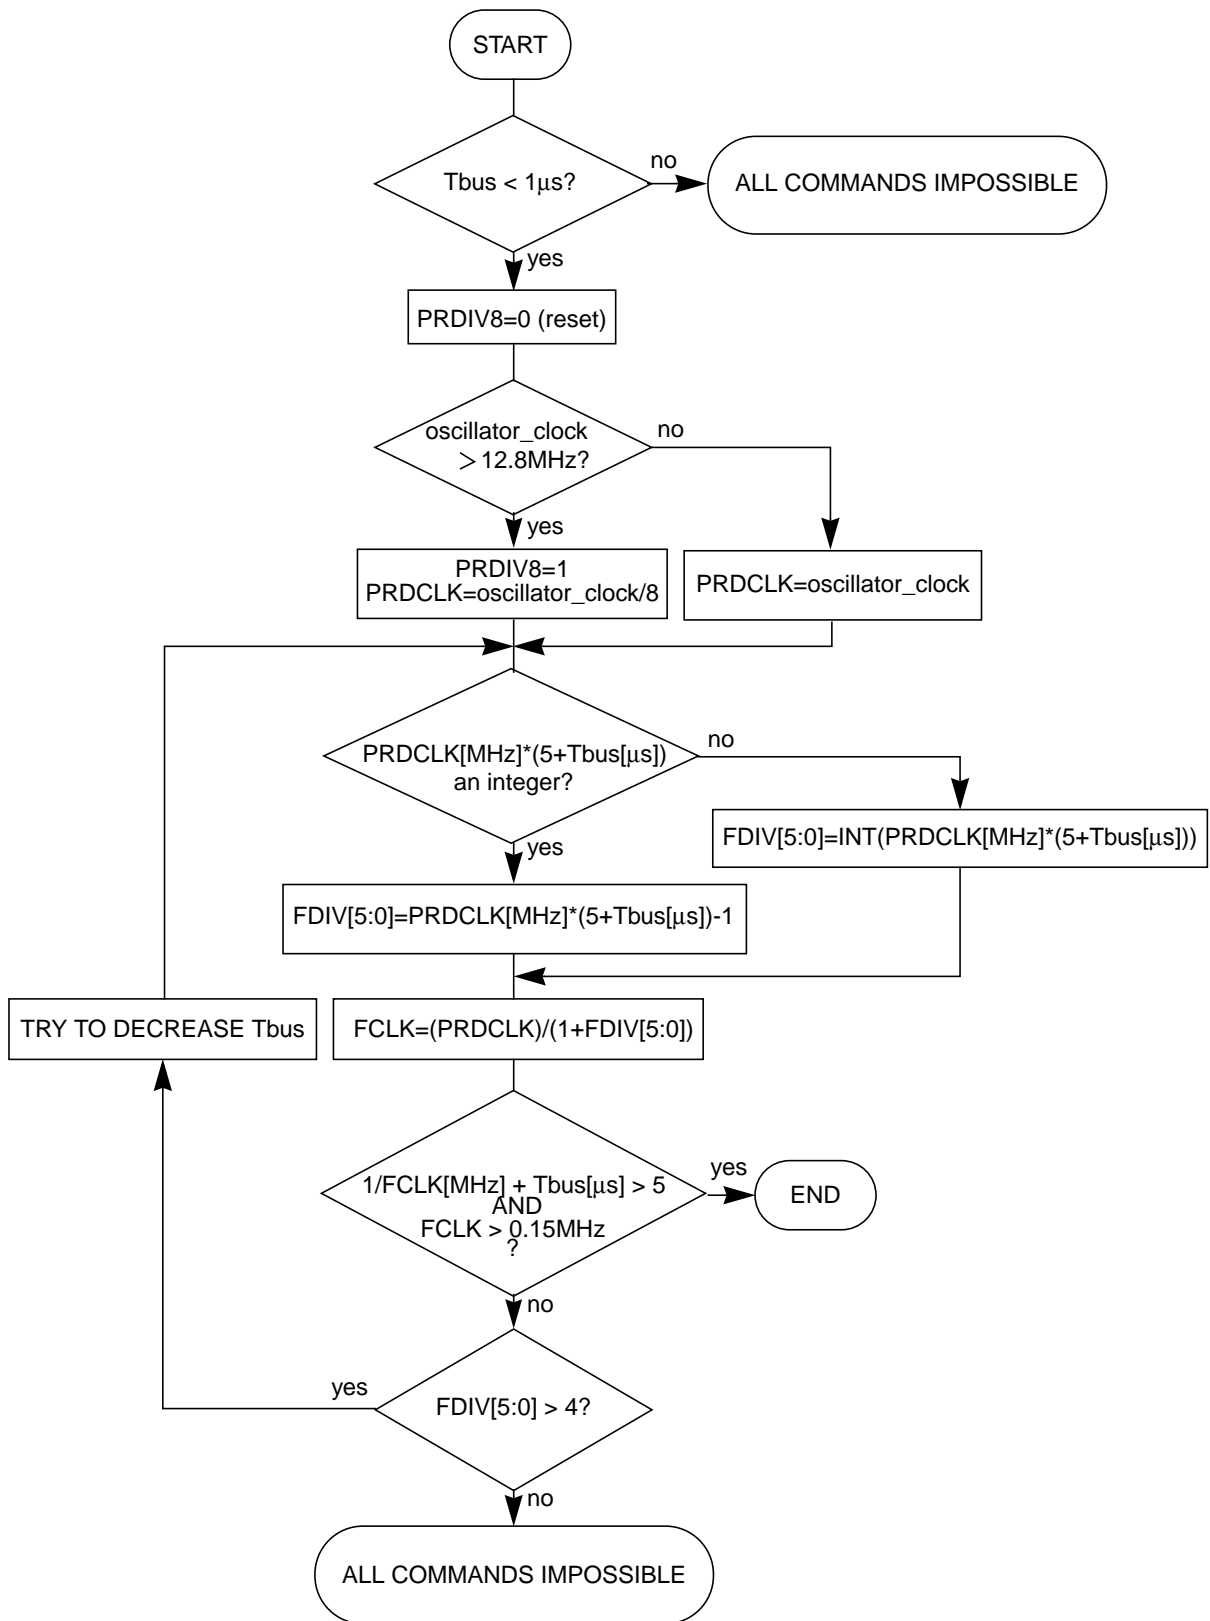 START
Tbus < 1μs?
no
ALL COMMANDS IMPOSSIBLE
yes
PRDIV8=0 (reset)
oscillator_clock
> 12.8MHz?
no
yes
PRDIV8=1
PRDCLK=oscillator_clock/8
PRDCLK=oscillator_clock
PRDCLK[MHz]*(5+Tbus[μs])
an integer?
no
yes
FDIV[5:0]=INT(PRDCLK[MHz]*(5+Tbus[μs]))
FDIV[5:0]=PRDCLK[MHz]*(5+Tbus[μs])-1
TRY TO DECREASE Tbus
FCLK=(PRDCLK)/(1+FDIV[5:0])
1/FCLK[MHz] + Tbus[μs] > 5
AND
FCLK > 0.15MHz
?
yes
END
no
FDIV[5:0] > 4?
yes
no
ALL COMMANDS IMPOSSIBLE